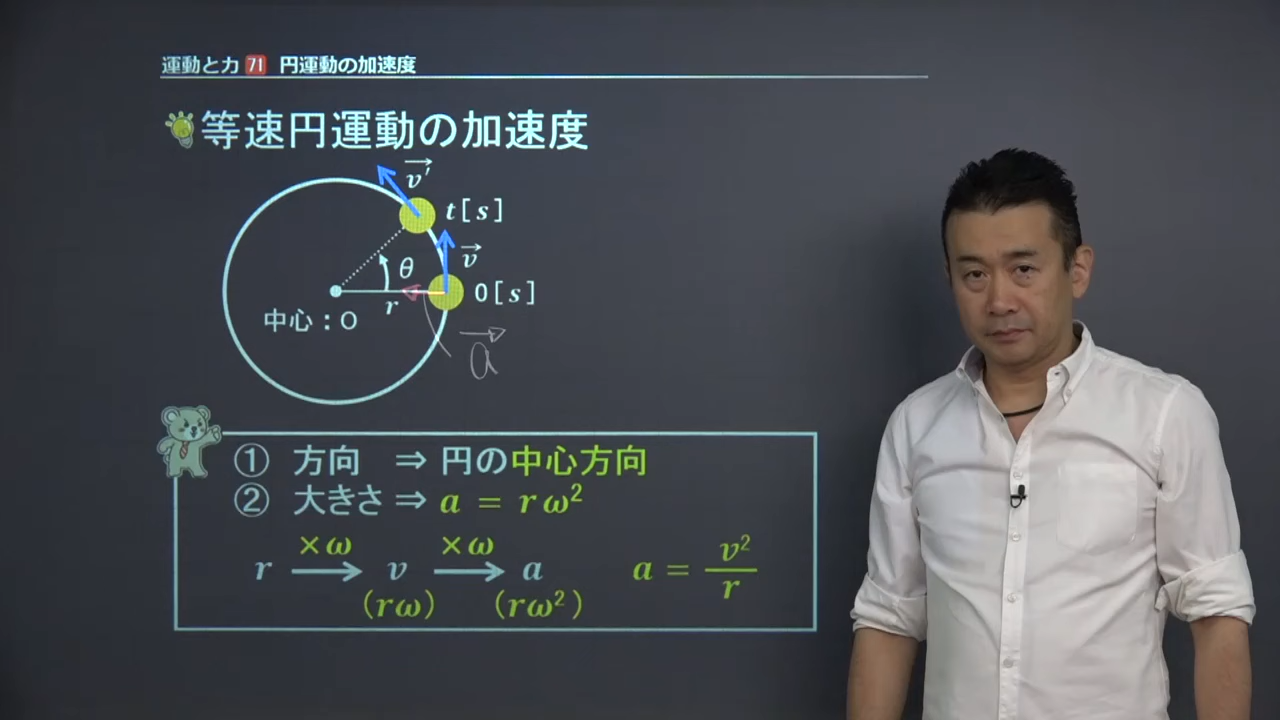 運動と力 71 円運動の加速度
等速円運動の加速度
v⃗'
t[s]
v⃗
θ
0[s]
r
中心：O
a⃗
① 方向 ⇒ 円の中心方向
② 大きさ ⇒ a = rω²
×ω ×ω
r → v → a a = v²/r
(rω) (rω²)